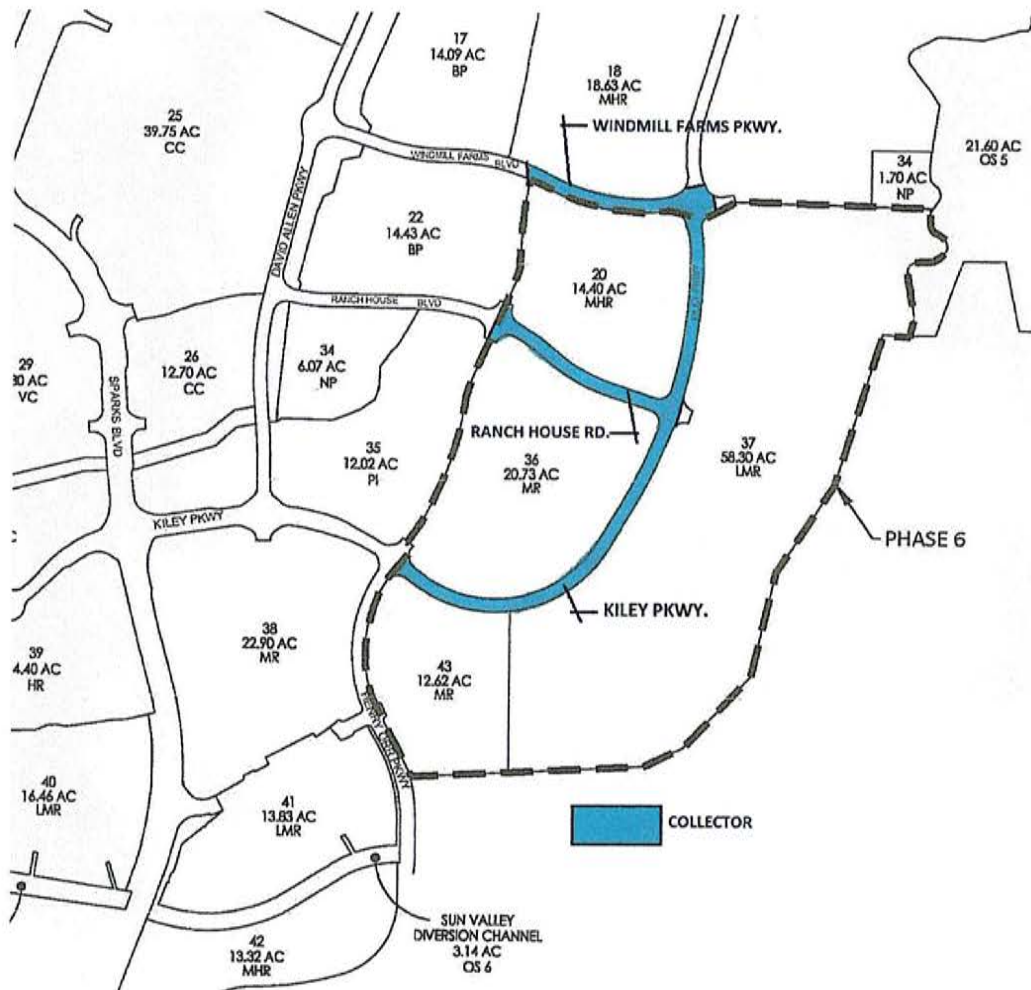 17
14.09 AC
BP
18
18.63 AC
MHR
25
39.75 AC
CC
WINDMILL FARMS PKWY.
WINDMILL FARMS
BLVD
21.60 AC
OS 5
34
1.70 AC
NP
DAVID ALLEN PKWY
22
14.43 AC
BP
20
14.40 AC
MHR
RANCH HOUSE BLVD
29
30 AC
VC
26
12.70 AC
CC
34
6.07 AC
NP
SPARKS BLVD
RANCH HOUSE RD.
37
58.30 AC
LMR
35
12.02 AC
PI
36
20.73 AC
MR
KILEY PKWY
PHASE 6
KILEY PKWY.
38
22.90 AC
MR
39
4.40 AC
HR
43
12.62 AC
MR
HENRY ORR PKWY
40
16.46 AC
LMR
41
13.83 AC
LMR
COLLECTOR
SUN VALLEY
DIVERSION CHANNEL
3.14 AC
OS 6
42
13.32 AC
MHR